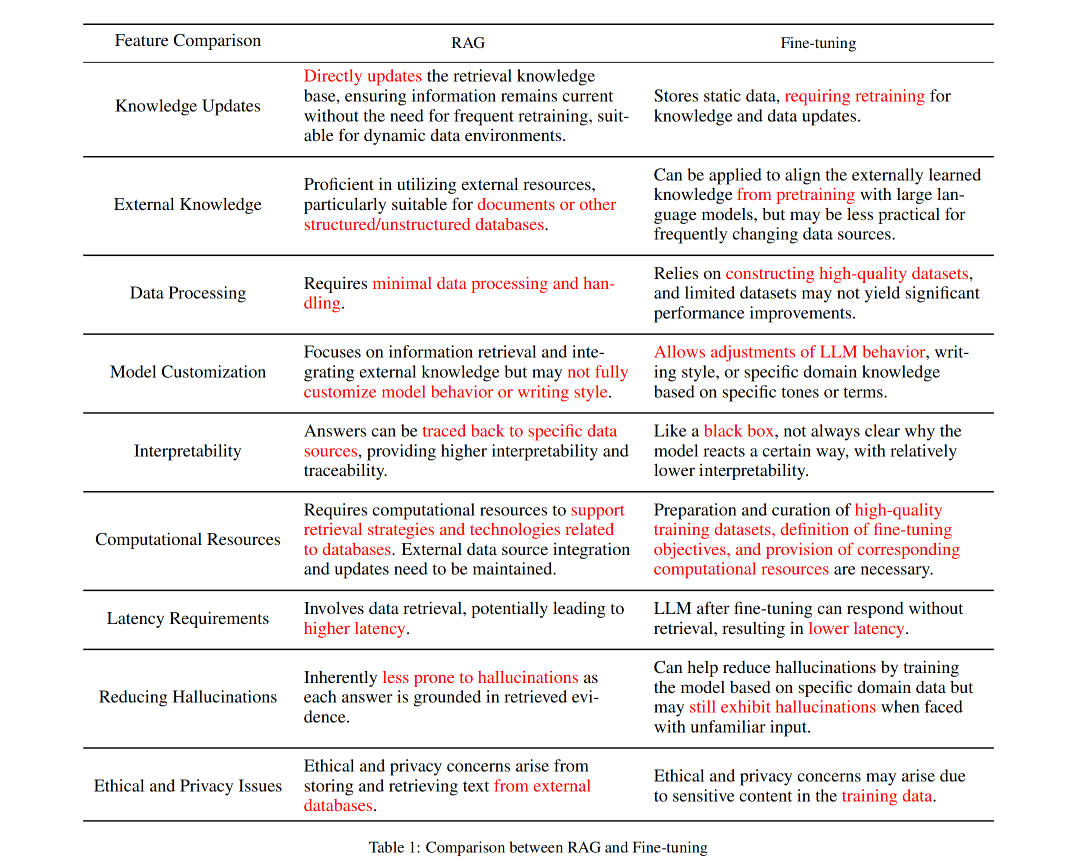 Feature Comparison RAG Fine-tuning
Knowledge Updates
Directly updates the retrieval knowledge
base, ensuring information remains current
without the need for frequent retraining, suit-
able for dynamic data environments.
Stores static data, requiring retraining for
knowledge and data updates.
External Knowledge
Proficient in utilizing external resources,
particularly suitable for documents or other
structured/unstructured databases.
Can be applied to align the externally learned
knowledge from pretraining with large lan-
guage models, but may be less practical for
frequently changing data sources.
Data Processing
Requires minimal data processing and han-
dling.
Relies on constructing high-quality datasets,
and limited datasets may not yield significant
performance improvements.
Model Customization
Focuses on information retrieval and inte-
grating external knowledge but may not fully
customize model behavior or writing style.
Allows adjustments of LLM behavior, writ-
ing style, or specific domain knowledge
based on specific tones or terms.
Interpretability
Answers can be traced back to specific data
sources, providing higher interpretability and
traceability.
Like a black box, not always clear why the
model reacts a certain way, with relatively
lower interpretability.
Computational Resources
Requires computational resources to support
retrieval strategies and technologies related
to databases. External data source integration
and updates need to be maintained.
Preparation and curation of high-quality
training datasets, definition of fine-tuning
objectives, and provision of corresponding
computational resources are necessary.
Latency Requirements
Involves data retrieval, potentially leading to
higher latency.
LLM after fine-tuning can respond without
retrieval, resulting in lower latency.
Reducing Hallucinations
Inherently less prone to hallucinations as
each answer is grounded in retrieved evi-
dence.
Can help reduce hallucinations by training
the model based on specific domain data but
may still exhibit hallucinations when faced
with unfamiliar input.
Ethical and Privacy Issues
Ethical and privacy concerns arise from
storing and retrieving text from external
databases.
Ethical and privacy concerns may arise due
to sensitive content in the training data.
Table 1: Comparison between RAG and Fine-tuning